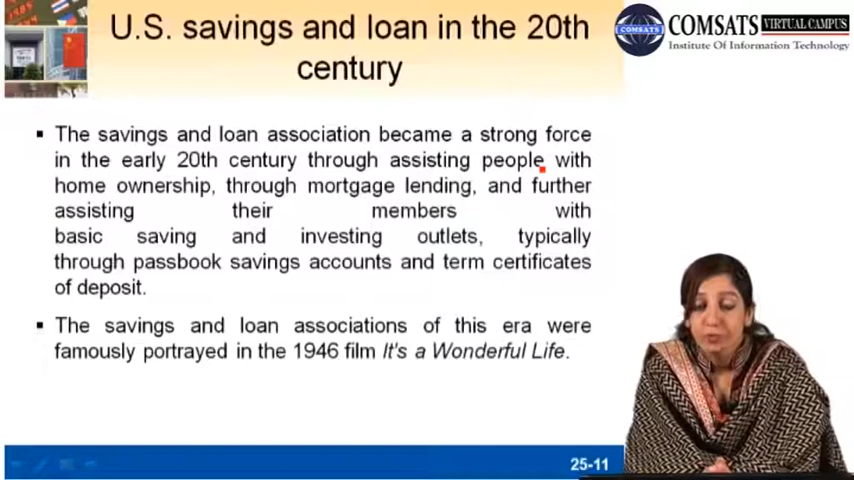 U.S. savings and loan in the 20th
century
COMSATS
COMSATS VIRTUAL CAMPUS
Institute Of Information Technology
▪ The savings and loan association became a strong force
in the early 20th century through assisting people with
home ownership, through mortgage lending, and further
assisting their members with
basic saving and investing outlets, typically
through passbook savings accounts and term certificates
of deposit.
▪ The savings and loan associations of this era were
famously portrayed in the 1946 film It's a Wonderful Life.
25-11